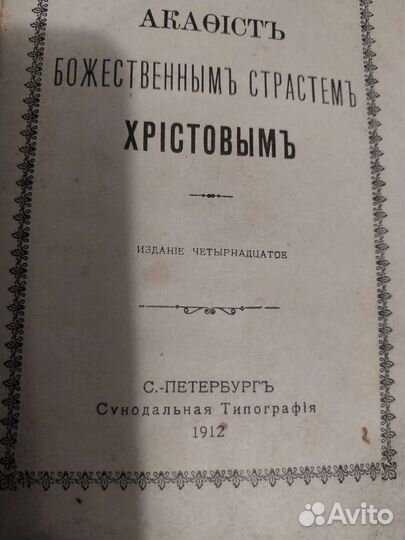 АКАѲІСТЪ
БОЖЕСТВЕННЫМЪ СТРАСТЕМЪ
ХРІСТОВЫМЪ
ИЗДАНІЕ ЧЕТЫРНАДЦАТОЕ
С.-ПЕТЕРБУРГЪ
Сѵнодальная Типографія
1912
Avito